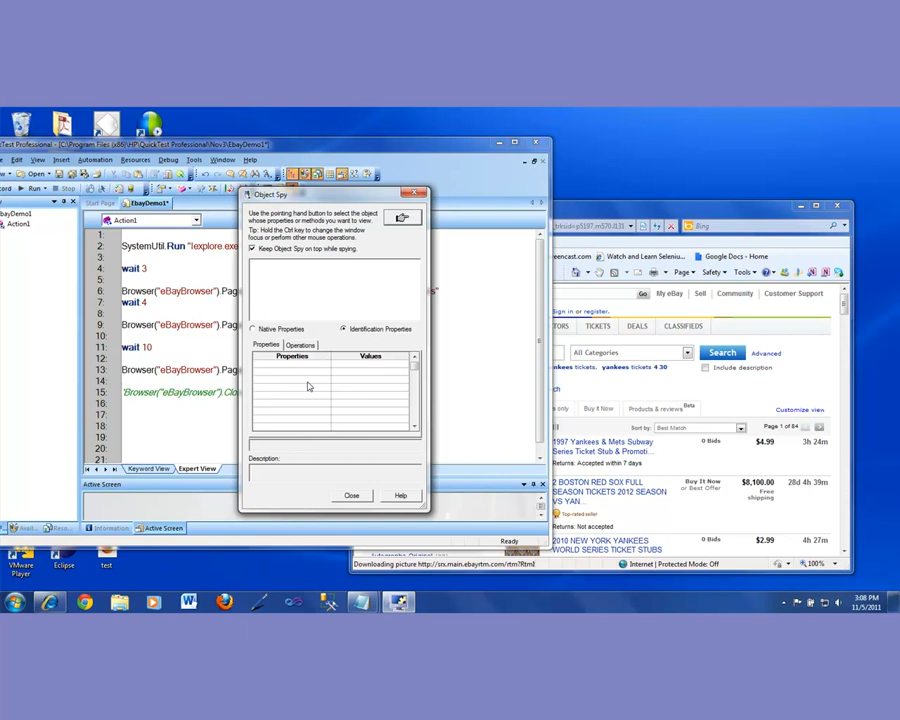 QuickTest Professional - [C:\Program Files (x86)\HP\QuickTest Professional\Nov3\EbayDemo1*]
Edit View Insert Automation Resources Debug Tools Window Help
Open
Run Stop
Start Page EbayDemo1*
Action1
Action1
1:
2: SystemUtil.Run "Iexplore.exe
3:
4: wait 3
5:
6: Browser("eBayBrowser").Pag
7: wait 4
8:
9: Browser("eBayBrowser").Pag
10:
11: wait 10
12:
13: Browser("eBayBrowser").Pag
14:
15: 'Browser("eBayBrowser").Clo
16:
17:
18:
19:
20:
21:
Keyword View Expert View
Active Screen
Information Active Screen
Ready
Object Spy
Use the pointing hand button to select the object
whose properties or methods you want to view.
Tip: Hold the Ctrl key to change the window
focus or perform other mouse operations.
Keep Object Spy on top while spying.
Native Properties Identification Properties
Properties Operations
Properties Values
Description:
Close Help
Bing
Watch and Learn Seleniu...
Google Docs - Home
Page Safety Tools
Go My eBay Sell Community Customer Support
Sign in or register.
TORS TICKETS DEALS CLASSIFIEDS
All Categories Search Advanced
yankees tickets, yankees tickets 4 30 Include description
s only Buy It Now Products & reviews Beta Customize view
Sort by: Best Match Page 1 of 84
1997 Yankees & Mets Subway
Series Ticket Stub & Promoti...
Returns: Accepted within 7 days
0 Bids $4.99 3h 24m
2 BOSTON RED SOX FULL
SEASON TICKETS 2012 SEASON
VS YAN...
Top-rated seller
Returns: Not accepted
Buy It Now
or Best Offer
$8,100.00
Free
shipping
28d 4h 39m
2010 NEW YORK YANKEES
WORLD SERIES TICKET STUBS
0 Bids $2.99 3h 24m
Downloading picture http://srx.main.ebayrtm.com/rtm?RtmI
Internet | Protected Mode: Off 100%
VMware
Player
Eclipse
test
3:08 PM
11/5/2011